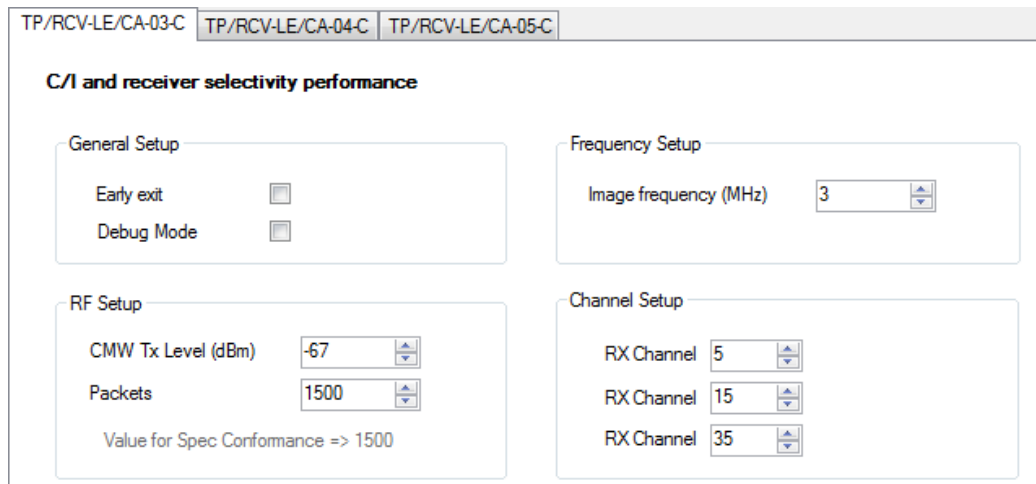 TP/RCV-LE/CA-03-C TP/RCV-LE/CA-04-C TP/RCV-LE/CA-05-C
C/I and receiver selectivity performance
General Setup
Early exit
Debug Mode
Frequency Setup
Image frequency (MHz) 3
RF Setup
CMW Tx Level (dBm) -67
Packets 1500
Value for Spec Conformance => 1500
Channel Setup
RX Channel 5
RX Channel 15
RX Channel 35